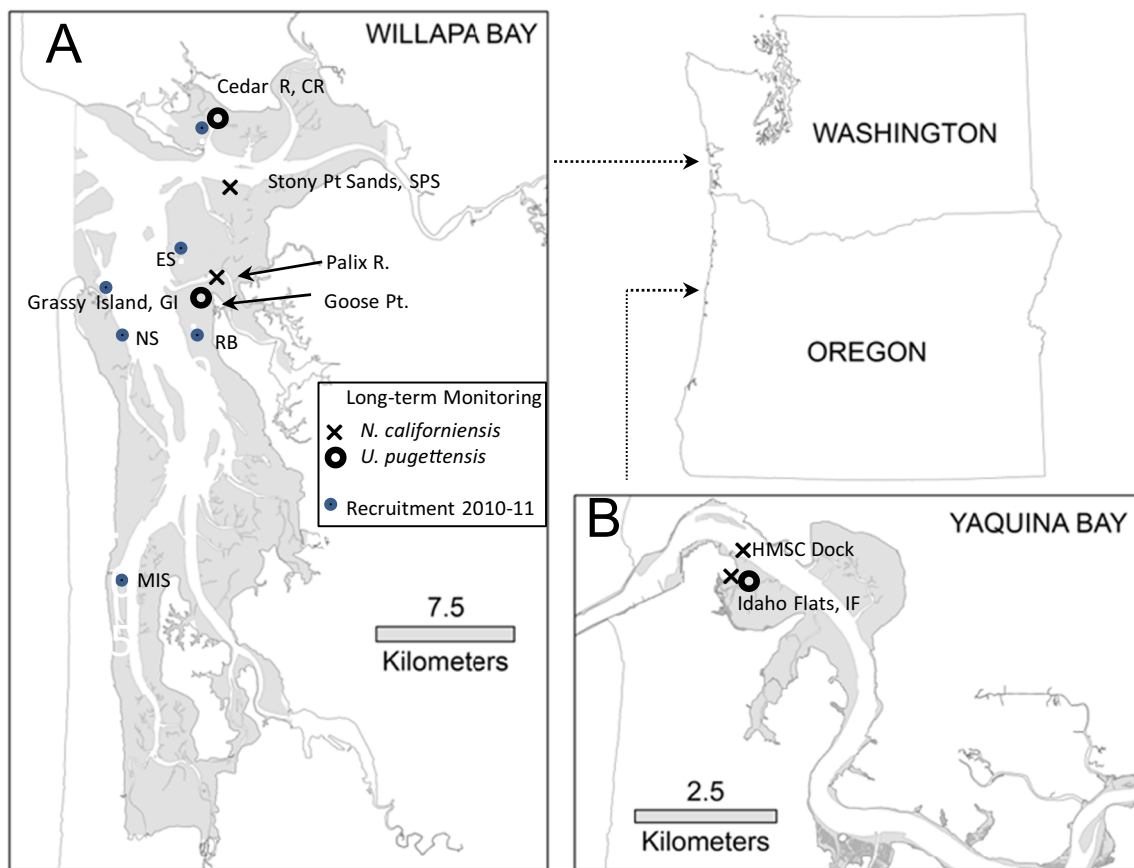 A
WILLAPA BAY
Cedar R, CR
Stony Pt Sands, SPS
ES
Palix R.
Grassy Island, GI
Goose Pt.
NS
RB
Long-term Monitoring
N. californiensis
U. pugettensis
Recruitment 2010-11
MIS
7.5
Kilometers
WASHINGTON
OREGON
B
YAQUINA BAY
HMSC Dock
Idaho Flats, IF
2.5
Kilometers